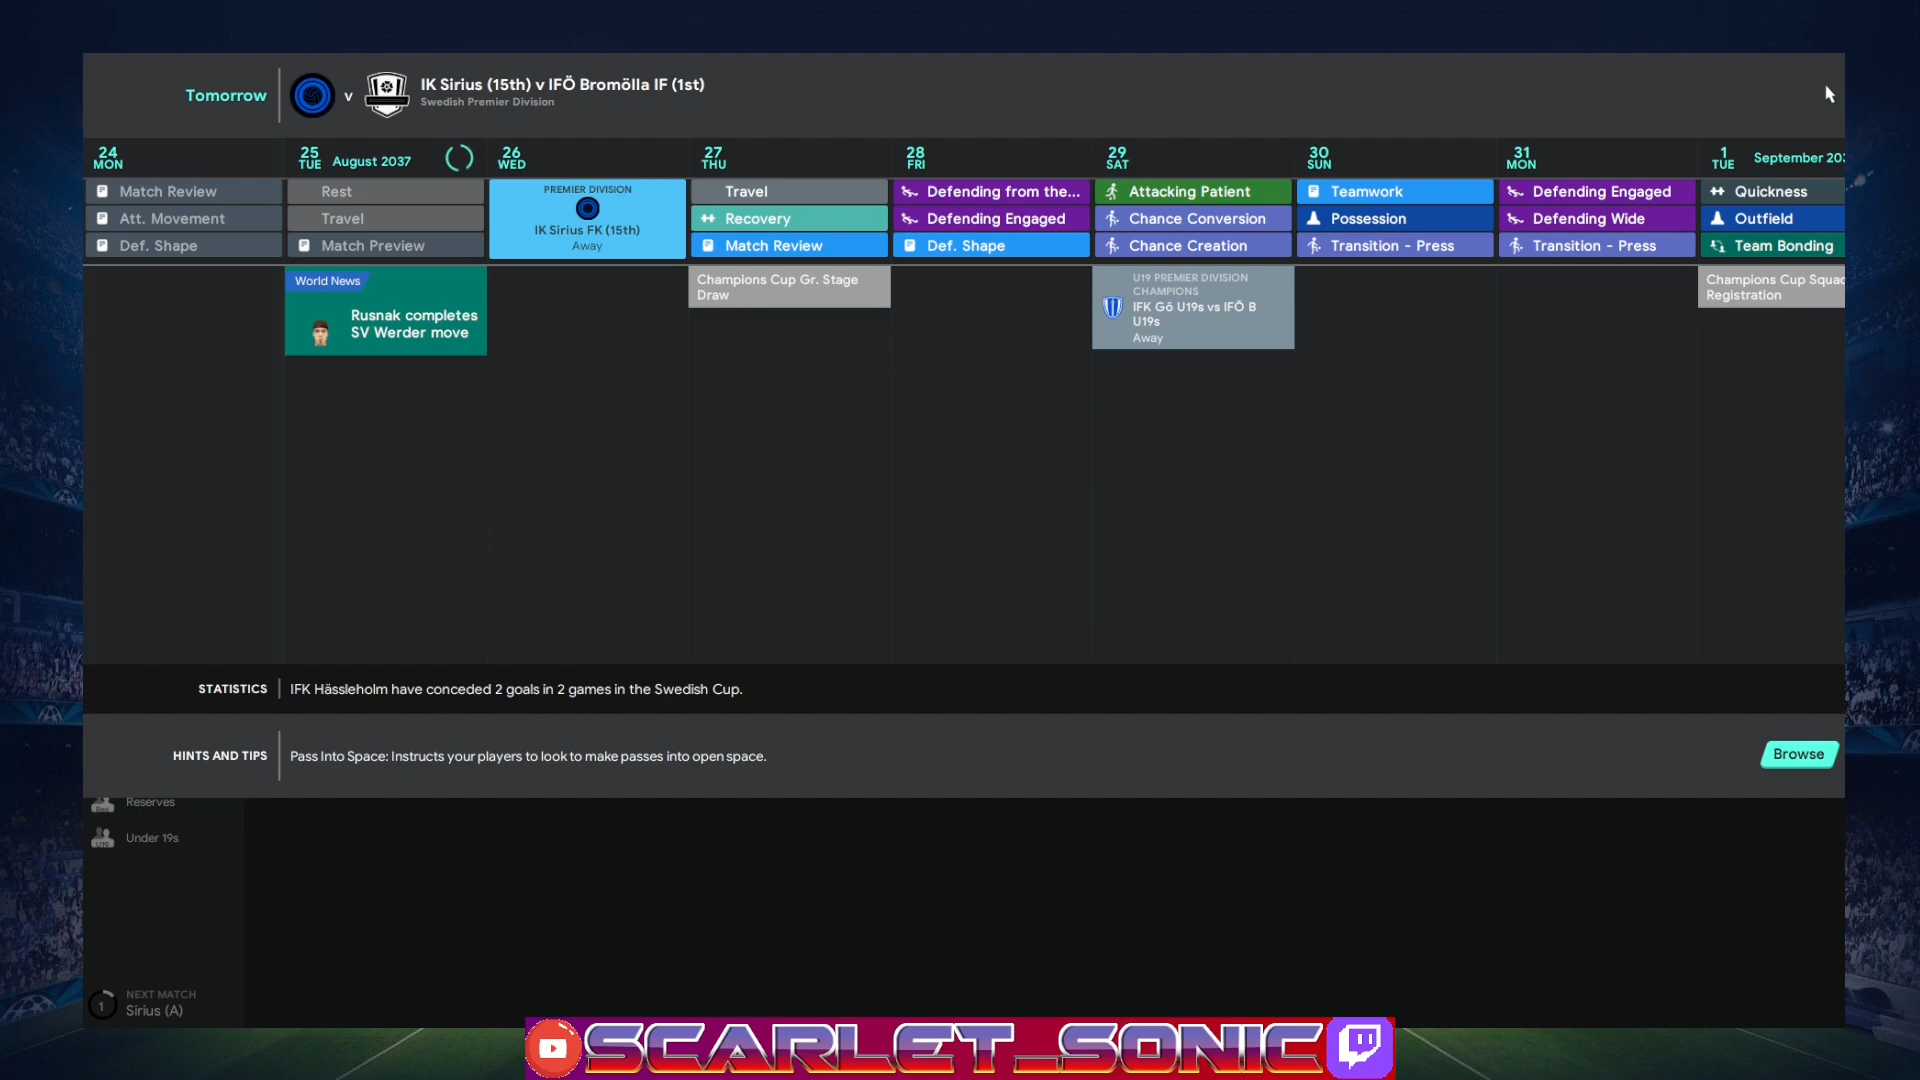 Tomorrow
v
IK Sirius (15th) v IFÖ Bromölla IF (1st)
Swedish Premier Division
24
MON
25
TUE
August 2037
26
WED
27
THU
28
FRI
29
SAT
30
SUN
31
MON
1
TUE
September 203
Match Review
Att. Movement
Def. Shape
Rest
Travel
Match Preview
PREMIER DIVISION
IK Sirius FK (15th)
Away
Travel
Recovery
Match Review
Defending from the...
Defending Engaged
Def. Shape
Attacking Patient
Chance Conversion
Chance Creation
Teamwork
Possession
Transition - Press
Defending Engaged
Defending Wide
Transition - Press
Quickness
Outfield
Team Bonding
World News
Rusnak completes
SV Werder move
Champions Cup Gr. Stage
Draw
U19 PREMIER DIVISION
CHAMPIONS
IFK Gö U19s vs IFÖ B
U19s
Away
Champions Cup Squad
Registration
STATISTICS
IFK Hässleholm have conceded 2 goals in 2 games in the Swedish Cup.
HINTS AND TIPS
Pass Into Space: Instructs your players to look to make passes into open space.
Browse
Reserves
Under 19s
1
NEXT MATCH
Sirius (A)
SCARLET_SONIC